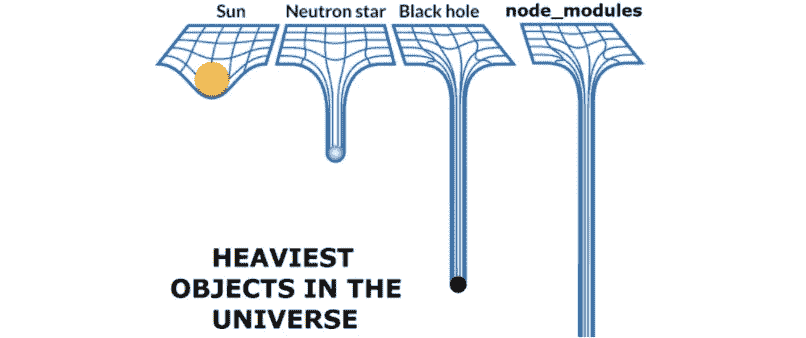 Sun
Neutron star
Black hole
node_modules
HEAVIEST
OBJECTS IN THE
UNIVERSE